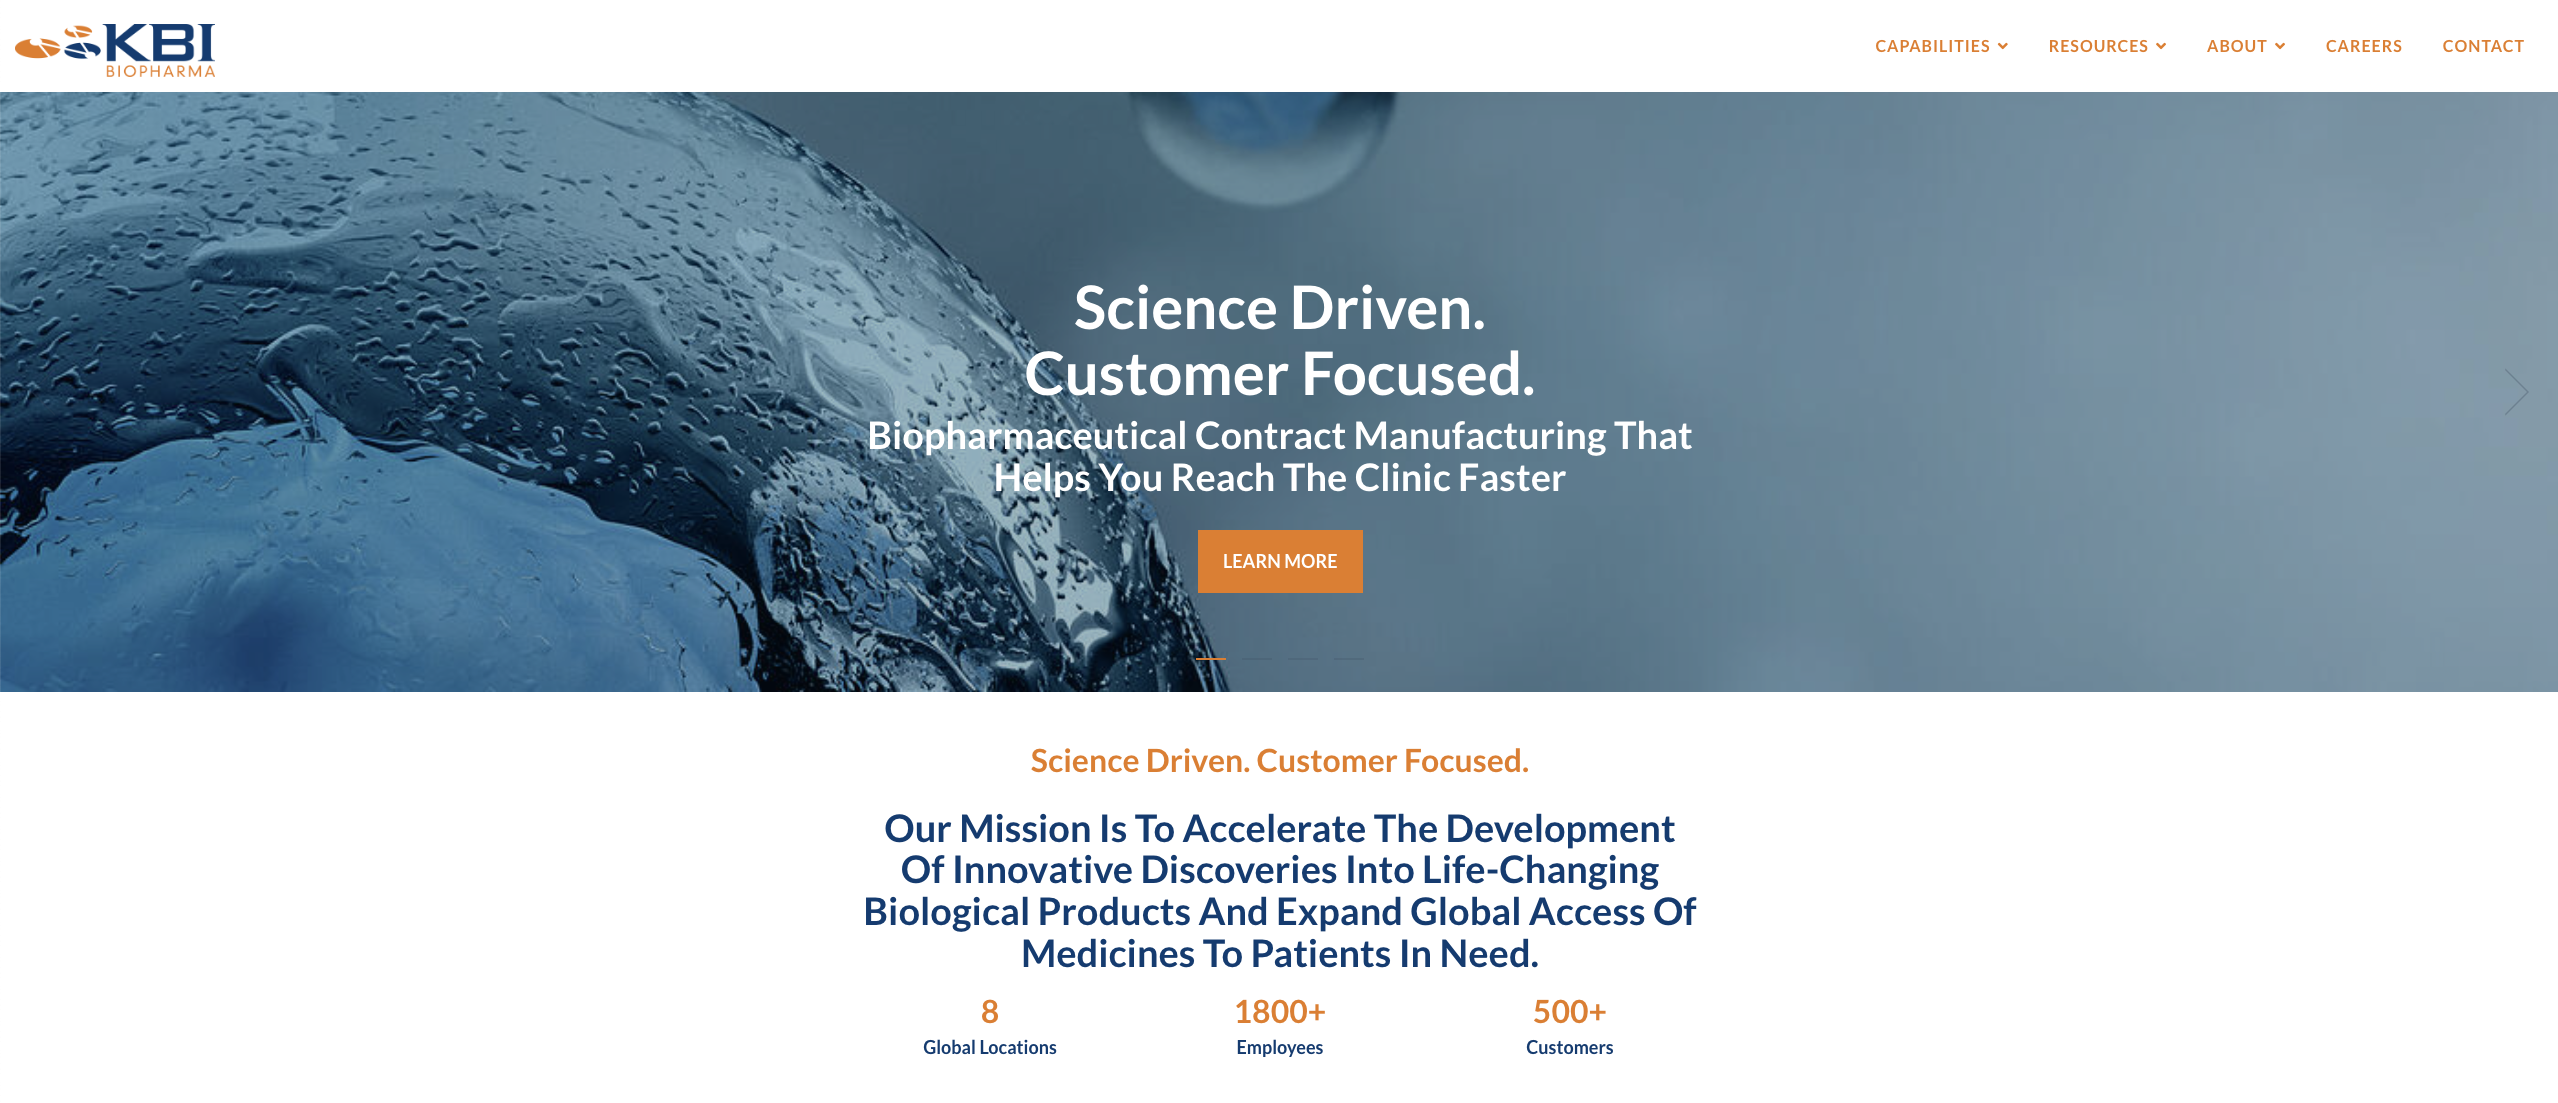 KBI
BIOPHARMA
CAPABILITIES RESOURCES ABOUT CAREERS CONTACT
Science Driven.
Customer Focused.
Biopharmaceutical Contract Manufacturing That
Helps You Reach The Clinic Faster
LEARN MORE
Science Driven. Customer Focused.
Our Mission Is To Accelerate The Development
Of Innovative Discoveries Into Life-Changing
Biological Products And Expand Global Access Of
Medicines To Patients In Need.
8
Global Locations
1800+
Employees
500+
Customers